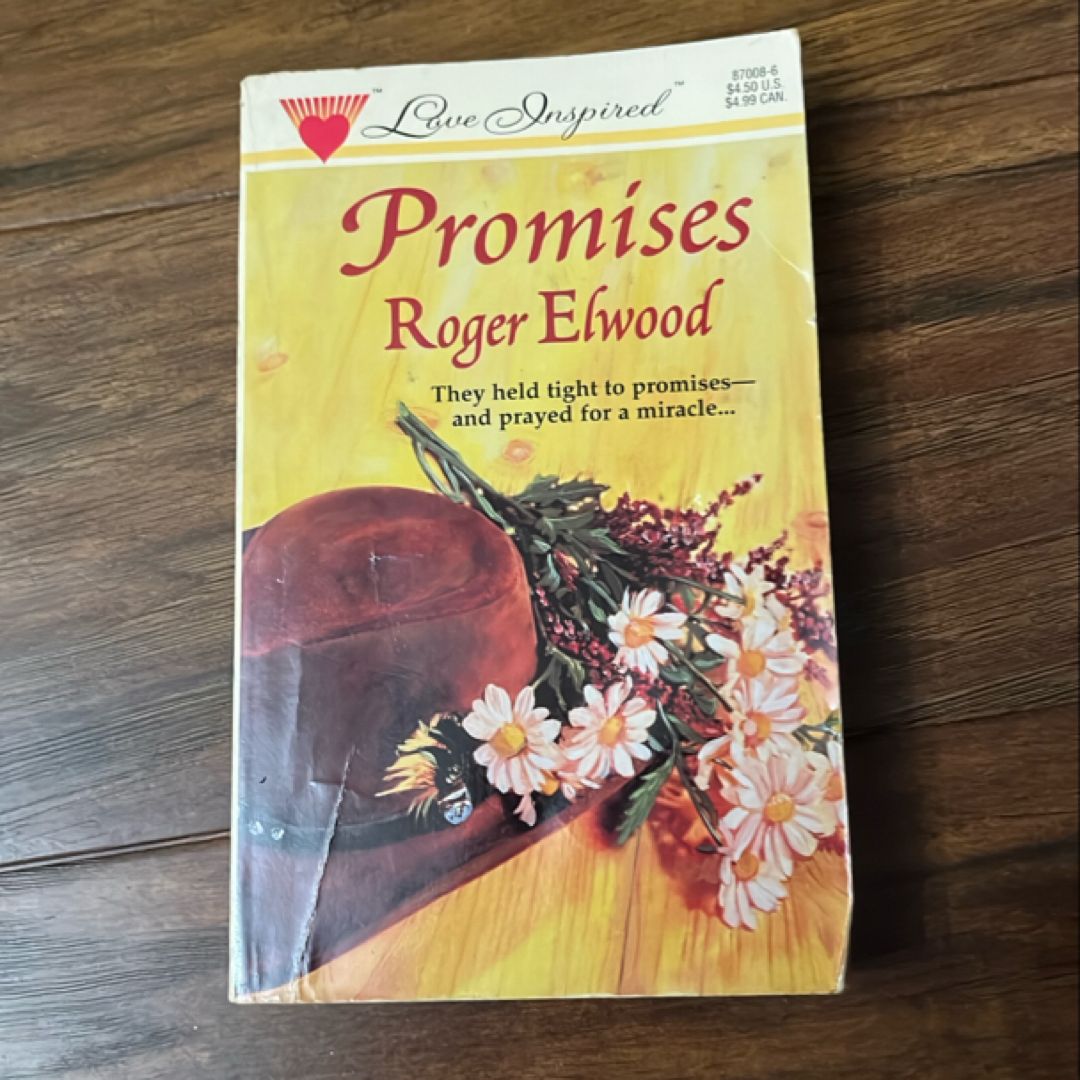 Love Inspired™
87008-6
$4.50 U.S.
$4.99 CAN.
Promises
Roger Elwood
They held tight to promises—
and prayed for a miracle...